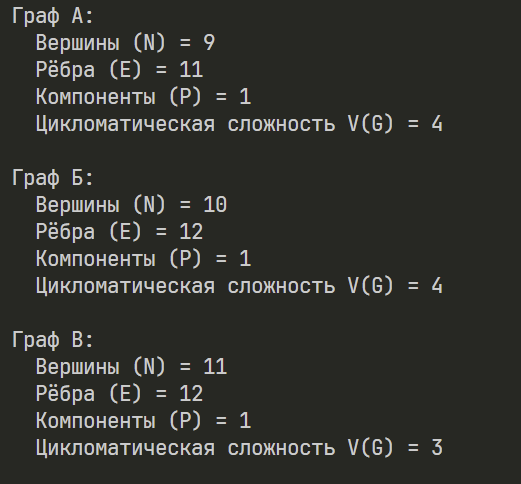 Граф А:
Вершины (N) = 9
Рёбра (E) = 11
Компоненты (P) = 1
Цикломатическая сложность V(G) = 4
Граф Б:
Вершины (N) = 10
Рёбра (E) = 12
Компоненты (P) = 1
Цикломатическая сложность V(G) = 4
Граф В:
Вершины (N) = 11
Рёбра (E) = 12
Компоненты (P) = 1
Цикломатическая сложность V(G) = 3